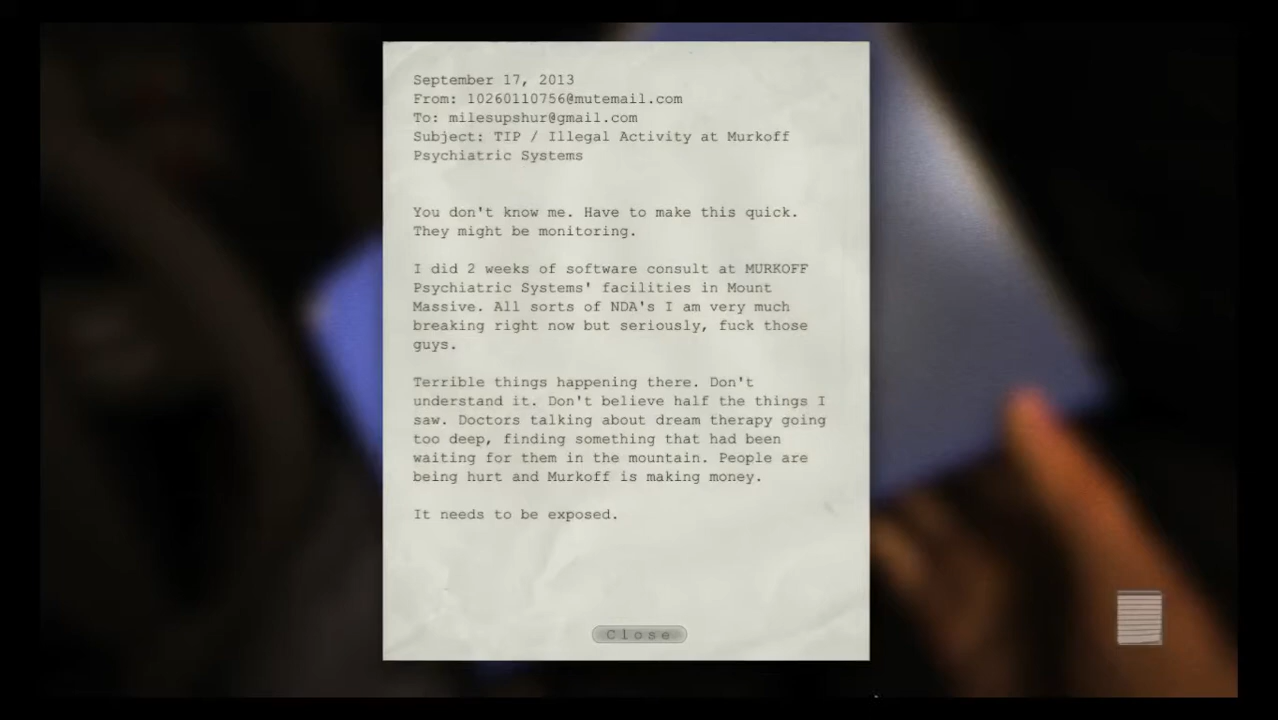 September 17, 2013
From: 10260110756@mutemail.com
To: milesupshur@gmail.com
Subject: TIP / Illegal Activity at Murkoff
Psychiatric Systems
You don't know me. Have to make this quick.
They might be monitoring.
I did 2 weeks of software consult at MURKOFF
Psychiatric Systems' facilities in Mount
Massive. All sorts of NDA's I am very much
breaking right now but seriously, fuck those
guys.
Terrible things happening there. Don't
understand it. Don't believe half the things I
saw. Doctors talking about dream therapy going
too deep, finding something that had been
waiting for them in the mountain. People are
being hurt and Murkoff is making money.
It needs to be exposed.
Close